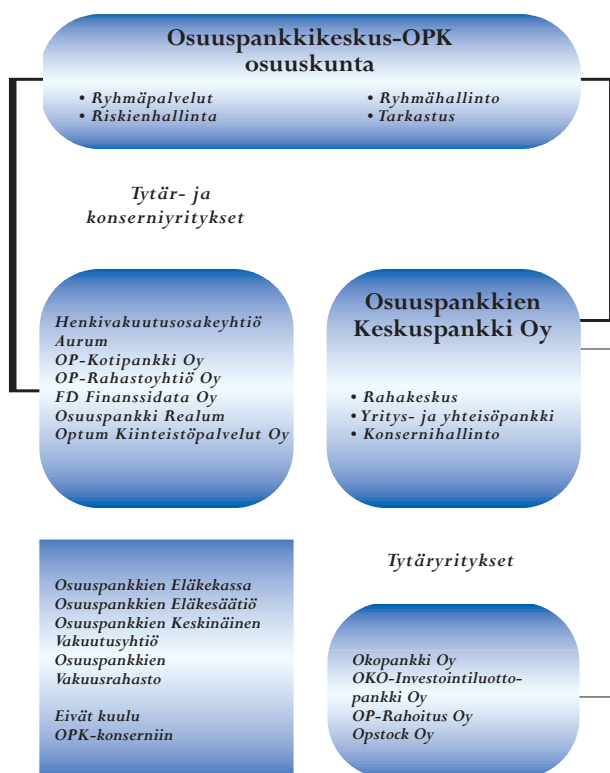 Osuuspankkikeskus-OPK
osuuskunta
• Ryhmäpalvelut
• Riskienhallinta
• Ryhmähallinto
• Tarkastus
Tytär- ja
konserniyritykset
Henkivakuutusosakeyhtiö
Aurum
OP-Kotipankki Oy
OP-Rahastoyhtiö Oy
FD Finanssidata Oy
Osuuspankki Realum
Optum Kiinteistöpalvelut Oy
Osuuspankkien
Keskuspankki Oy
• Rahakeskus
• Yritys- ja yhteisöpankki
• Konsernihallinto
Osuuspankkien Eläkekassa
Osuuspankkien Eläkesäätiö
Osuuspankkien Keskinäinen
Vakuutusyhtiö
Osuuspankkien
Vakuusrahasto
Eivät kuulu
OPK-konserniin
Tytäryritykset
Okopankki Oy
OKO-Investointiluotto-
pankki Oy
OP-Rahoitus Oy
Opstock Oy